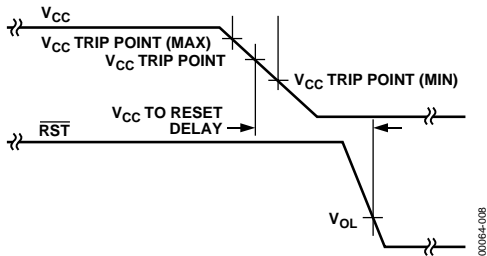 VCC
VCC TRIP POINT (MAX)
VCC TRIP POINT
VCC TRIP POINT (MIN)
VCC TO RESET
DELAY
RST
VOL
00064-008